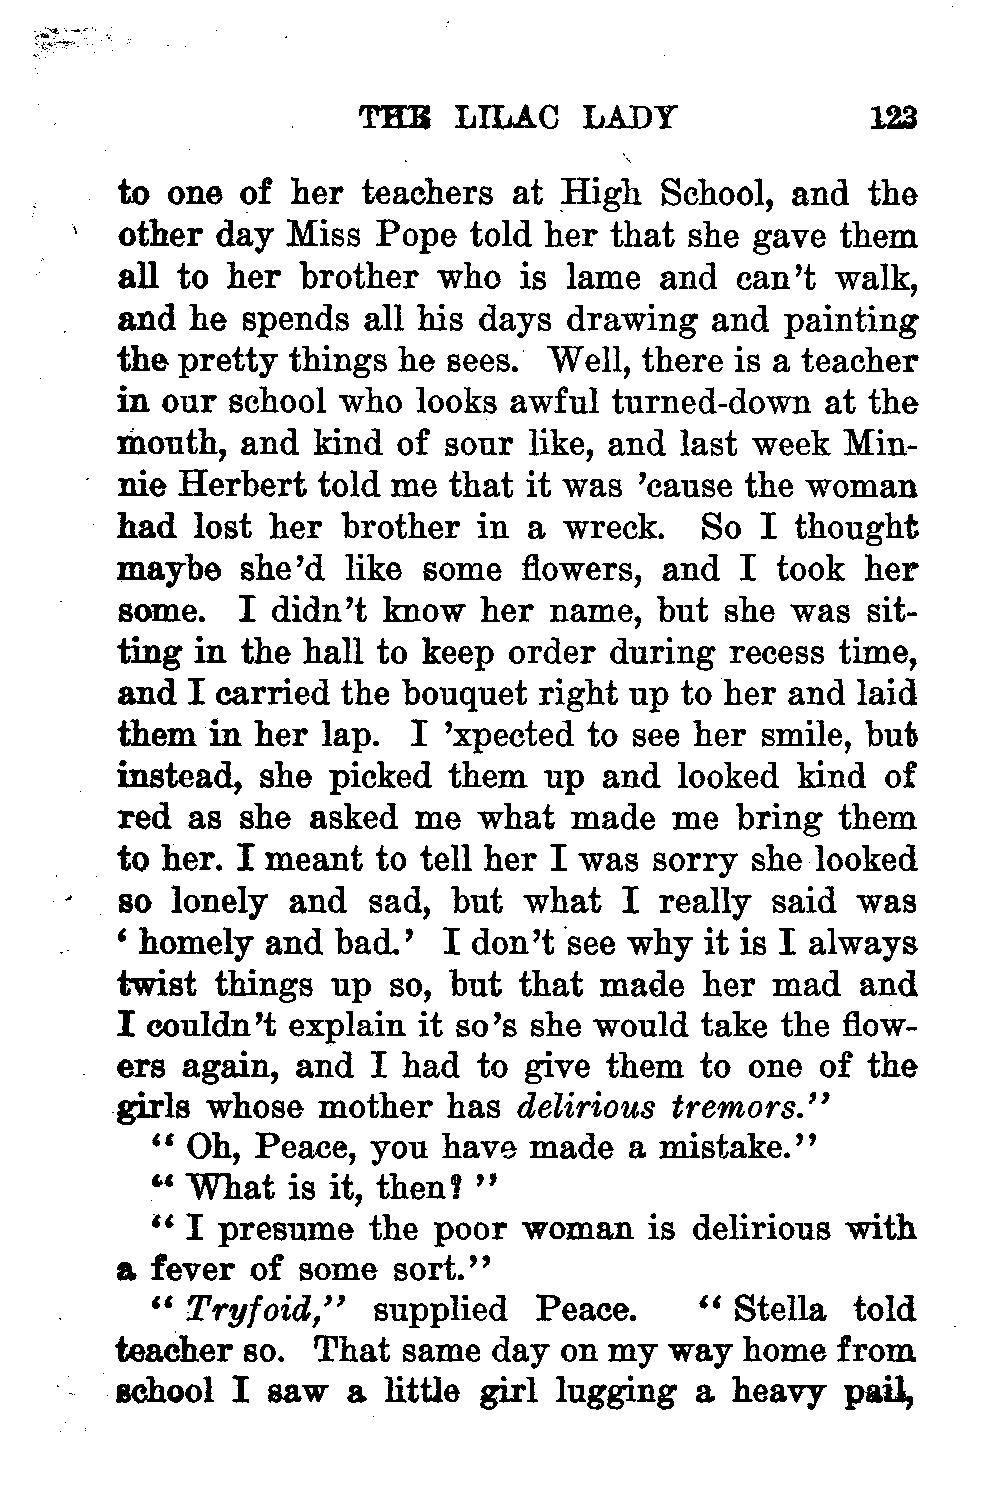 THE LILAC LADY 123
to one of her teachers at High School, and the
other day Miss Pope told her that she gave them
all to her brother who is lame and can't walk,
and he spends all his days drawing and painting
the pretty things he sees. Well, there is a teacher
in our school who looks awful turned-down at the
mouth, and kind of sour like, and last week Min-
nie Herbert told me that it was 'cause the woman
had lost her brother in a wreck. So I thought
maybe she'd like some flowers, and I took her
some. I didn't know her name, but she was sit-
ting in the hall to keep order during recess time,
and I carried the bouquet right up to her and laid
them in her lap. I 'xpected to see her smile, but
instead, she picked them up and looked kind of
red as she asked me what made me bring them
to her. I meant to tell her I was sorry she looked
so lonely and sad, but what I really said was
‘ homely and bad.’ I don't see why it is I always
twist things up so, but that made her mad and
I couldn't explain it so's she would take the flow-
ers again, and I had to give them to one of the
girls whose mother has delirious tremors.”
“ Oh, Peace, you have made a mistake.”
“ What is it, then? ”
“ I presume the poor woman is delirious with
a fever of some sort.”
“ Tryfoid,” supplied Peace. “ Stella told
teacher so. That same day on my way home from
school I saw a little girl lugging a heavy pail,